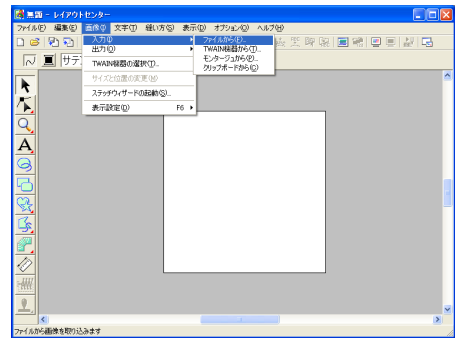 無題 - レイアウトセンター
ファイル(F) 編集(E) 画像(I) 文字(T) 縫い方(S) 表示(D) オプション(O) ヘルプ(H)
入力(I)
出力(O)
TWAIN機器の選択(T)...
サイズと位置の変更(M)
ステッチウィザードの起動(S)...
表示設定(D) F6
ファイルから(F)...
TWAIN機器から(T)...
モンタージュから(P)...
クリップボードから(C)
サテン
A
ファイルから画像を取り込みます